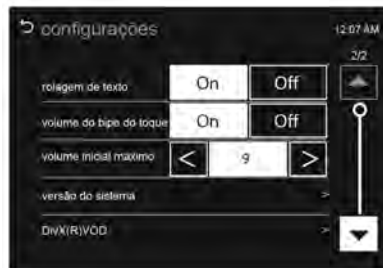 configurações
12:07 AM
2/2
rolagem de texto On Off
volume do bipe do toque On Off
volume inicial maximo < 9 >
versão do sistema >
DivX(R)VOD >